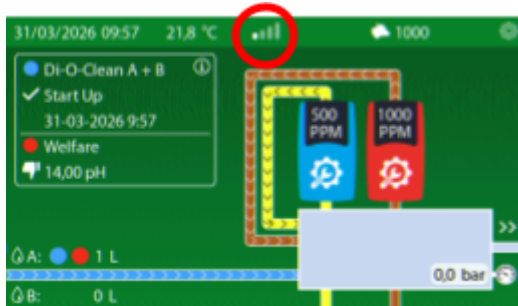 31/03/2026 09:57 21,8 °C 1000
Di-O-Clean A + B
Start Up
31-03-2026 9:57
Welfare
14,00 pH
500
PPM
1000
PPM
>>
A: 1 L
0,0 bar
B: 0 L